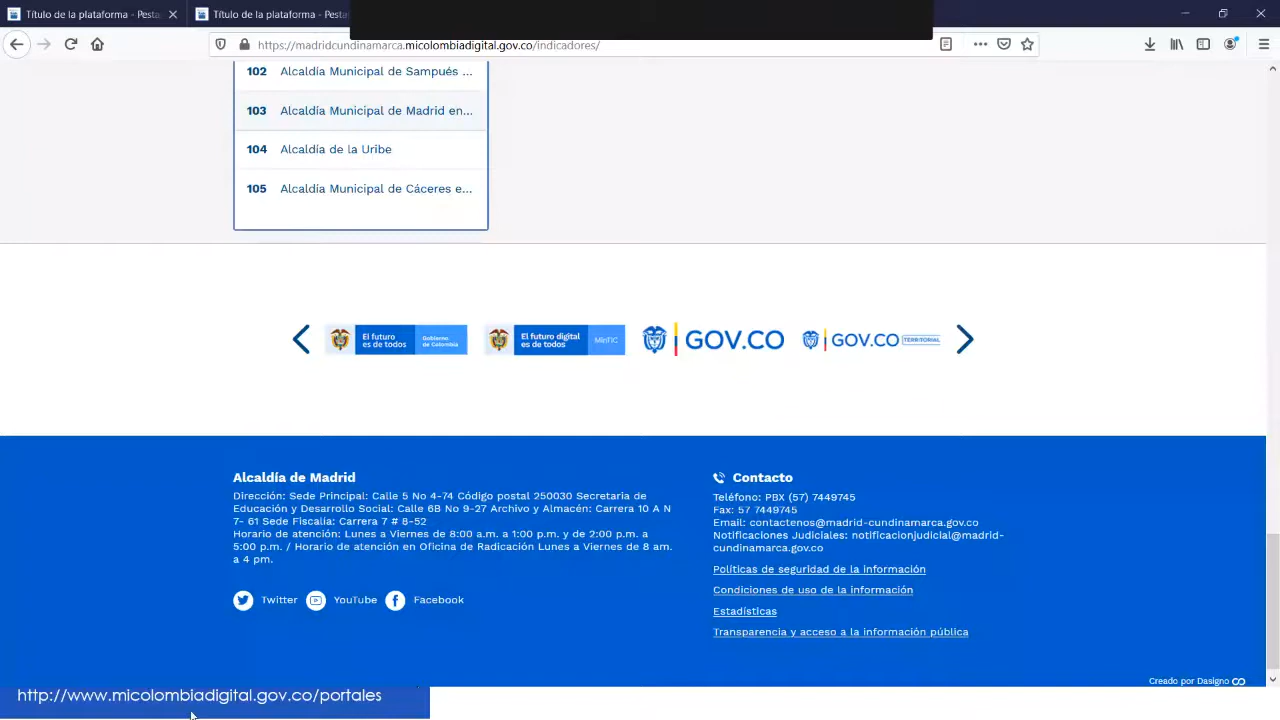 Título de la plataforma - Pesta
Título de la plataforma - Pesta
https://madridcundinamarca.micolombiadigital.gov.co/indicadores/
102 Alcaldía Municipal de Sampués ...
103 Alcaldía Municipal de Madrid en...
104 Alcaldía de la Uribe
105 Alcaldía Municipal de Cáceres e...
El futuro es de todos Gobierno de Colombia
El futuro digital es de todos MinTIC
GOV.CO
GOV.CO TERRITORIAL
Alcaldía de Madrid
Dirección: Sede Principal: Calle 5 No 4-74 Código postal 250030 Secretaria de
Educación y Desarrollo Social: Calle 6B No 9-27 Archivo y Almacén: Carrera 10 A N
7- 61 Sede Fiscalía: Carrera 7 # 8-52
Horario de atención: Lunes a Viernes de 8:00 a.m. a 1:00 p.m. y de 2:00 p.m. a
5:00 p.m. / Horario de atención en Oficina de Radicación Lunes a Viernes de 8 am.
a 4 pm.
Twitter YouTube Facebook
Contacto
Teléfono: PBX (57) 7449745
Fax: 57 7449745
Email: contactenos@madrid-cundinamarca.gov.co
Notificaciones Judiciales: notificacionjudicial@madrid-
cundinamarca.gov.co
Políticas de seguridad de la información
Condiciones de uso de la información
Estadísticas
Transparencia y acceso a la información pública
Creado por Dasigno
http://www.micolombiadigital.gov.co/portales